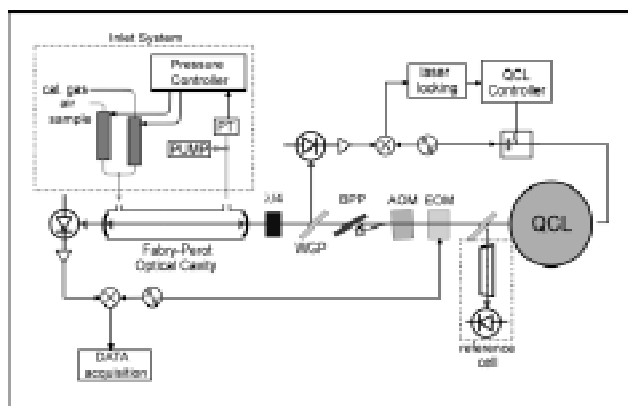 Inlet System
Pressure
Controller
cal. gas
air
sample
PT
PUMP
laser
locking
QCL
Controller
λ/4
WGP
BPP
AOM
EOM
QCL
Fabry-Perot
Optical Cavity
reference
cell
DATA
acquisition